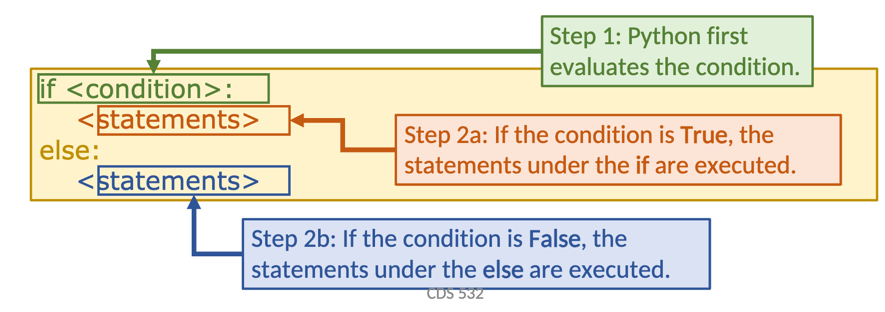 Step 1: Python first
evaluates the condition.
if <condition>:
<statements>
Step 2a: If the condition is True, the
statements under the if are executed.
else:
<statements>
Step 2b: If the condition is False, the
statements under the else are executed.
CDS 532